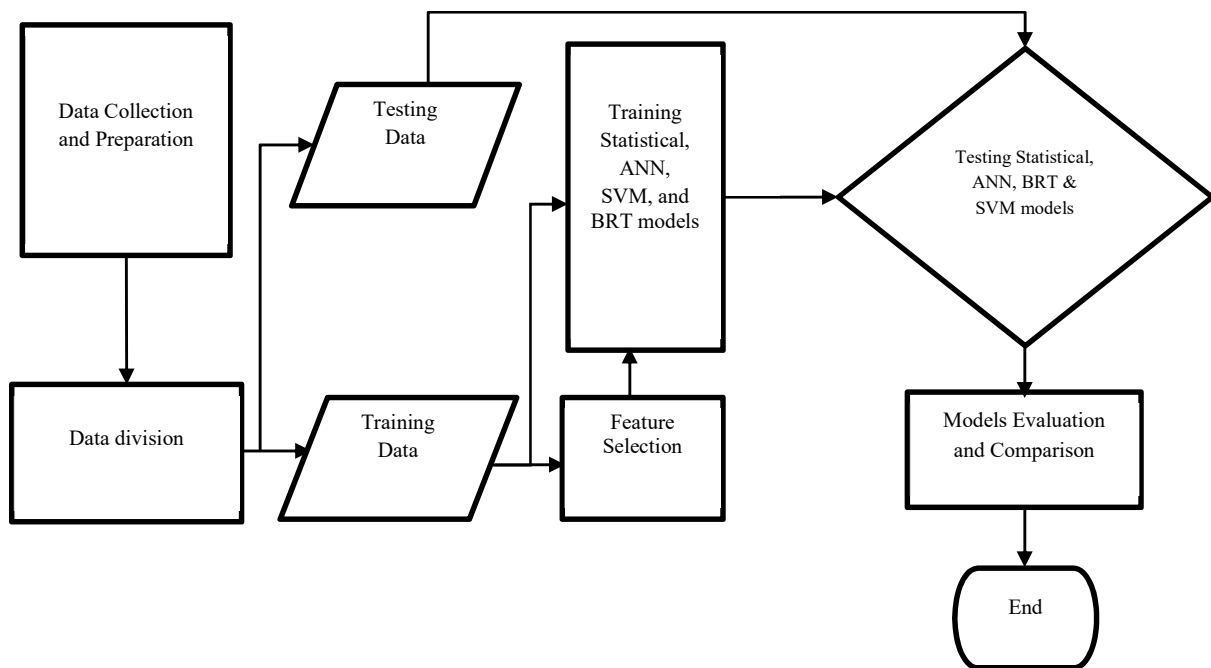 Data Collection
and Preparation
Data division
Testing
Data
Training
Data
Training
Statistical,
ANN,
SVM, and
BRT models
Feature
Selection
Testing Statistical,
ANN, BRT &
SVM models
Models Evaluation
and Comparison
End